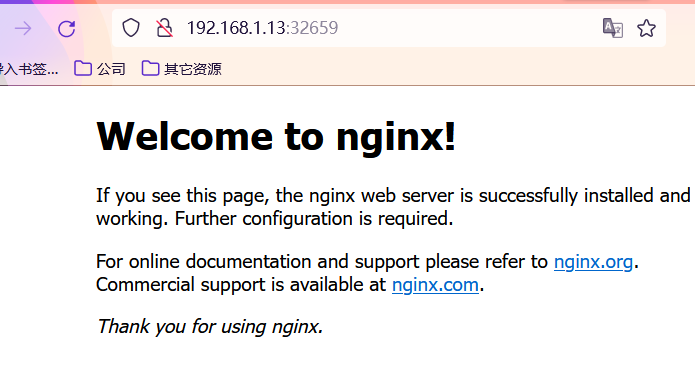 192.168.1.13:32659
导入书签... 公司 其它资源
Welcome to nginx!
If you see this page, the nginx web server is successfully installed and
working. Further configuration is required.
For online documentation and support please refer to nginx.org.
Commercial support is available at nginx.com.
Thank you for using nginx.